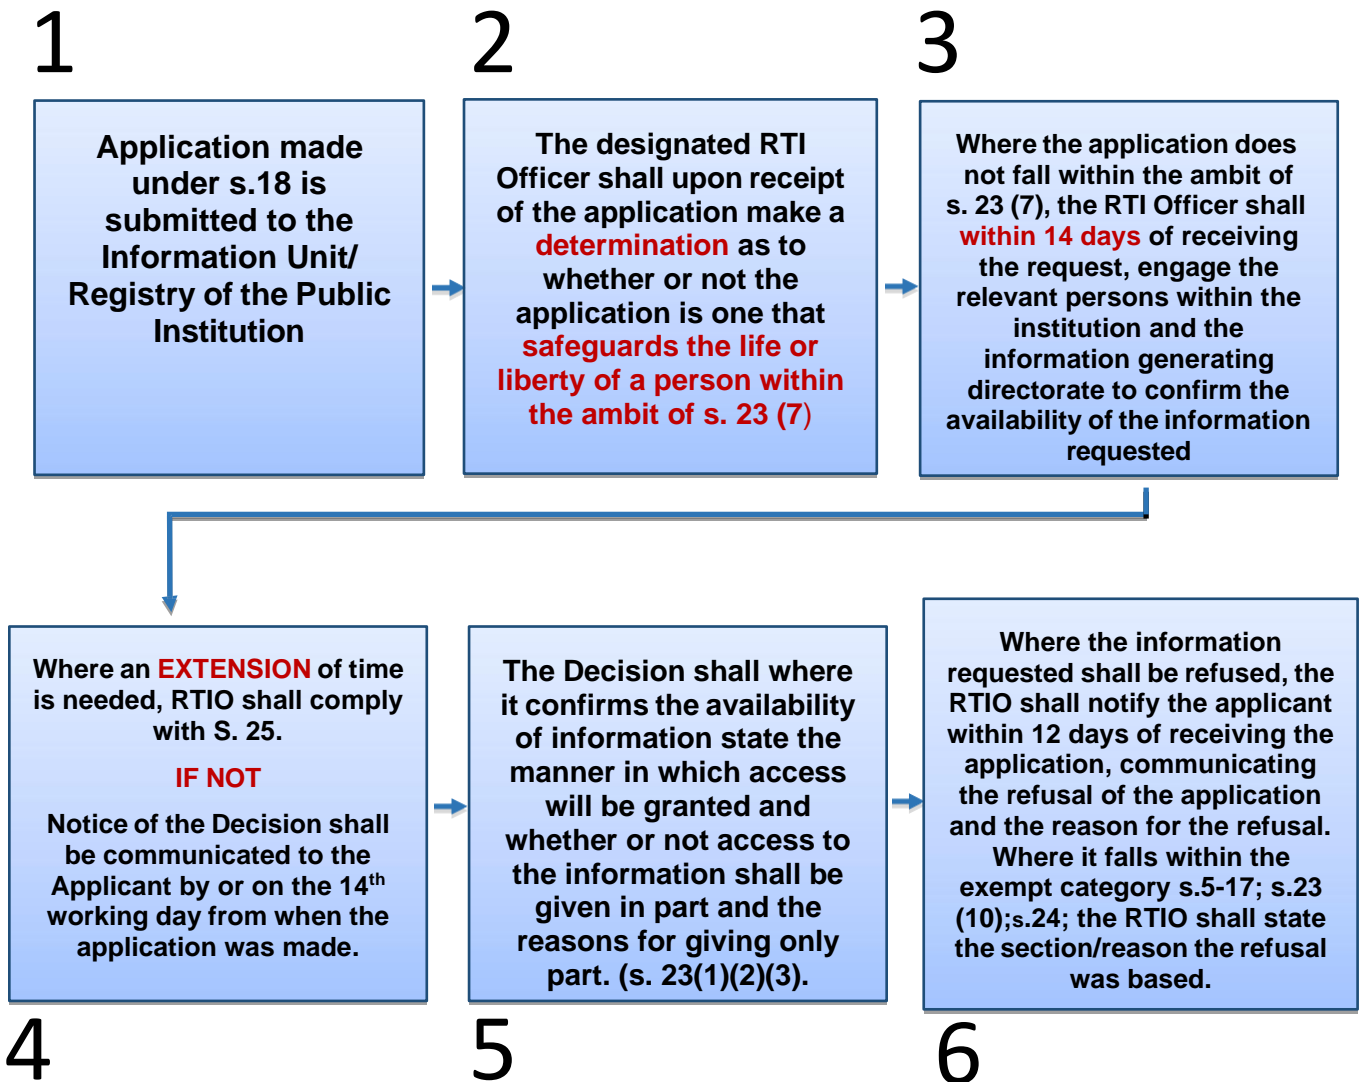 1
Application made
under s.18 is
submitted to the
Information Unit/
Registry of the Public
Institution
2
The designated RTI
Officer shall upon receipt
of the application make a
determination as to
whether or not the
application is one that
safeguards the life or
liberty of a person within
the ambit of s. 23 (7)
3
Where the application does
not fall within the ambit of
s. 23 (7), the RTI Officer shall
within 14 days of receiving
the request, engage the
relevant persons within the
institution and the
information generating
directorate to confirm the
availability of the information
requested
Where an EXTENSION of time
is needed, RTIO shall comply
with S. 25.
IF NOT
Notice of the Decision shall
be communicated to the
Applicant by or on the 14th
working day from when the
application was made.
4
The Decision shall where
it confirms the availability
of information state the
manner in which access
will be granted and
whether or not access to
the information shall be
given in part and the
reasons for giving only
part. (s. 23(1)(2)(3).
5
Where the information
requested shall be refused, the
RTIO shall notify the applicant
within 12 days of receiving the
application, communicating
the refusal of the application
and the reason for the refusal.
Where it falls within the
exempt category s.5-17; s.23
(10);s.24; the RTIO shall state
the section/reason the refusal
was based.
6